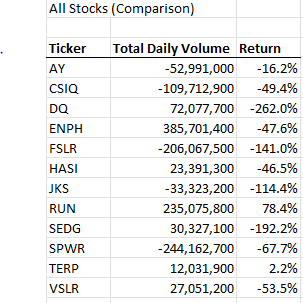 All Stocks (Comparison)
Ticker Total Daily Volume Return
AY -52,991,000 -16.2%
CSIQ -109,712,900 -49.4%
DQ 72,077,700 -262.0%
ENPH 385,701,400 -47.6%
FSLR -206,067,500 -141.0%
HASI 23,391,300 -46.5%
JKS -33,323,200 -114.4%
RUN 235,075,800 78.4%
SEDG 30,327,100 -192.2%
SPWR -244,162,700 -67.7%
TERP 12,031,900 2.2%
VSLR 27,051,200 -53.5%